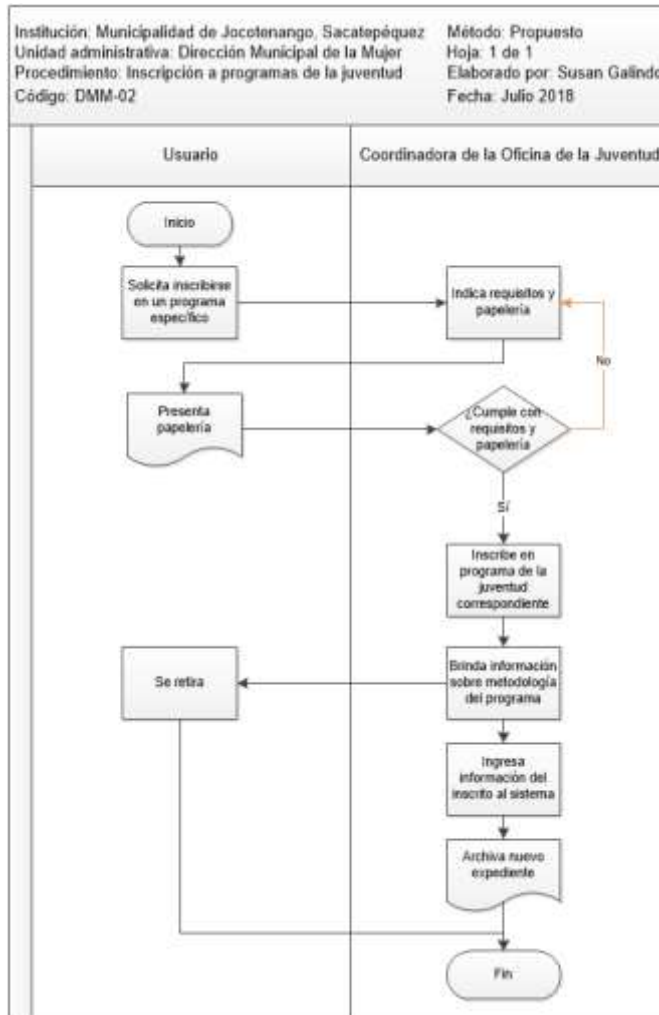 Institución: Municipalidad de Jocotenango, Sacatepéquez
Unidad administrativa: Dirección Municipal de la Mujer
Procedimiento: Inscripción a programas de la juventud
Código: DMM-02
Método: Propuesto
Hoja: 1 de 1
Elaborado por: Susan Galindo
Fecha: Julio 2018
Usuario
Coordinadora de la Oficina de la Juventud
Inicio
Solicita inscribirse
en un programa
específico
Indica requisitos y
papelería
No
Presenta
papelería
¿Cumple con
requisitos y
papelería
Sí
Inscribe en
programa de la
juventud
correspondiente
Se retira
Brinda información
sobre metodología
del programa
Ingresa
información del
inscrito al sistema
Archiva nuevo
expediente
Fin